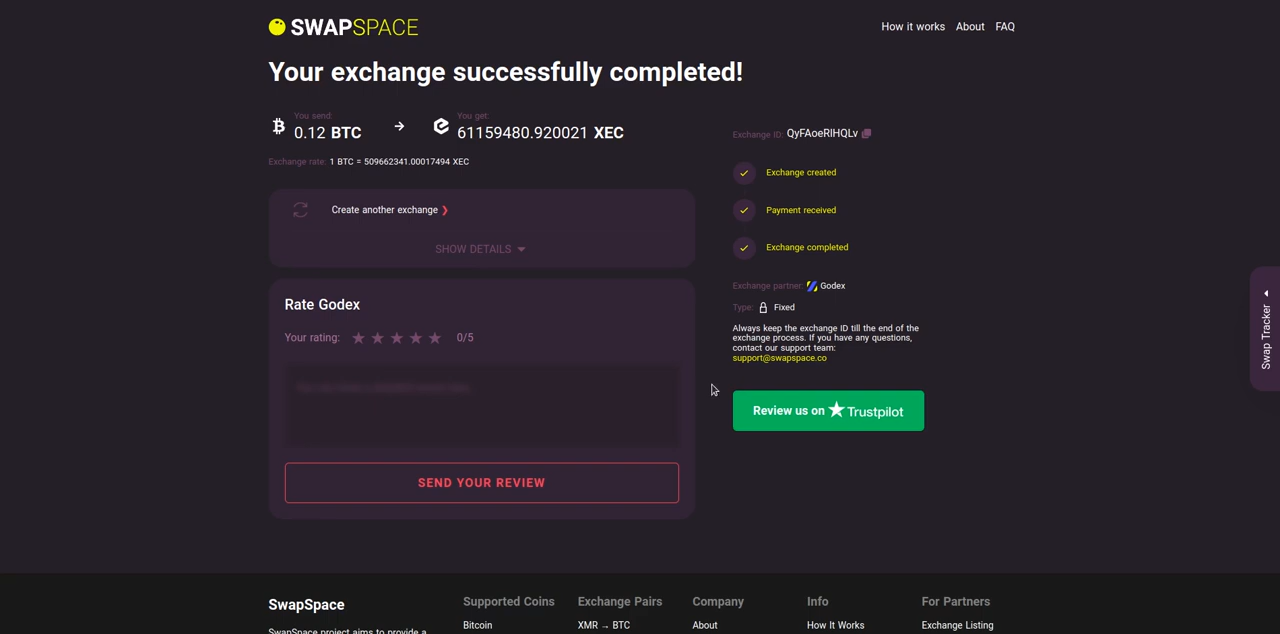 SWAPSPACE
How it works About FAQ
Your exchange successfully completed!
You send:
0.12 BTC
You get:
61159480.920021 XEC
Exchange rate: 1 BTC = 509662341.00017494 XEC
Create another exchange ❯
SHOW DETAILS
Rate Godex
Your rating: 0/5
SEND YOUR REVIEW
Exchange ID: QyFAoeRIHQLv
Exchange created
Payment received
Exchange completed
Exchange partner: Godex
Type: Fixed
Always keep the exchange ID till the end of the
exchange process. If you have any questions,
contact our support team:
support@swapspace.co
Review us on Trustpilot
Swap Tracker
SwapSpace
SwapSpace project aims to provide a
Supported Coins
Bitcoin
Exchange Pairs
XMR → BTC
Company
About
Info
How It Works
For Partners
Exchange Listing